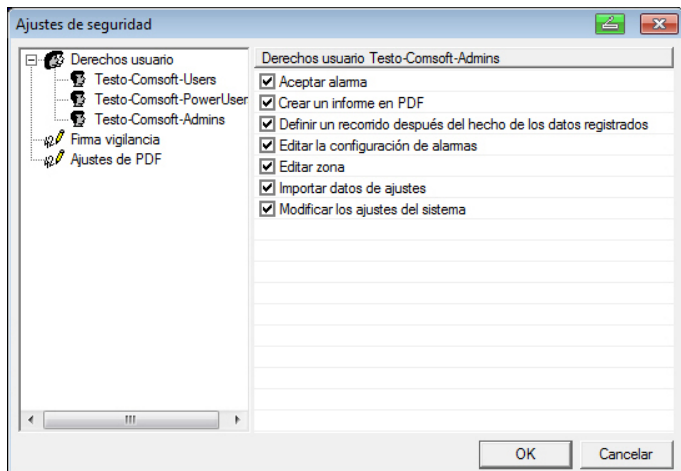 Ajustes de seguridad
Derechos usuario
Testo-Comsoft-Users
Testo-Comsoft-PowerUser
Testo-Comsoft-Admins
Firma vigilancia
Ajustes de PDF
Derechos usuario Testo-Comsoft-Admins
Aceptar alarma
Crear un informe en PDF
Definir un recorrido después del hecho de los datos registrados
Editar la configuración de alarmas
Editar zona
Importar datos de ajustes
Modificar los ajustes del sistema
OK
Cancelar